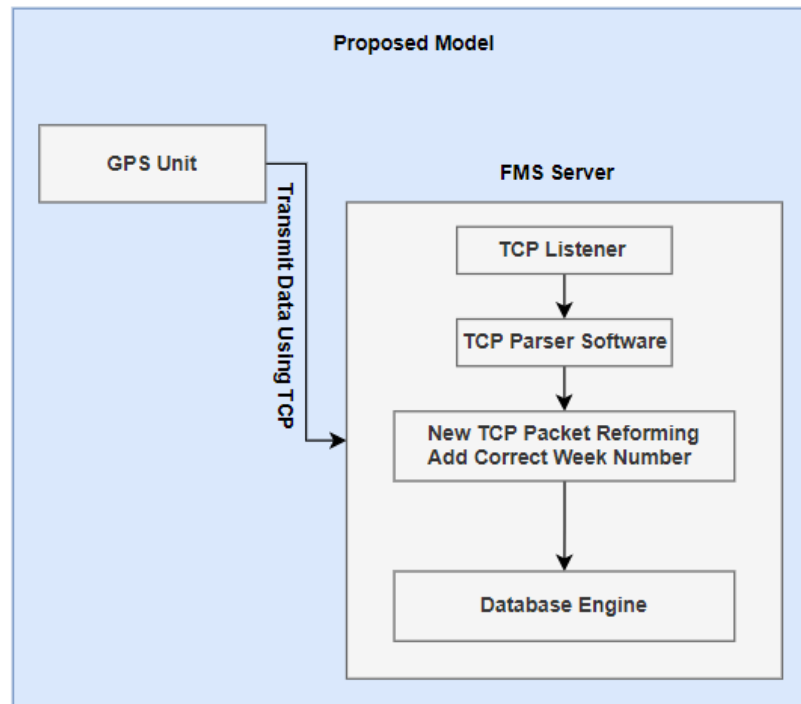 Proposed Model
GPS Unit
Transmit Data Using TCP
FMS Server
TCP Listener
TCP Parser Software
New TCP Packet Reforming
Add Correct Week Number
Database Engine